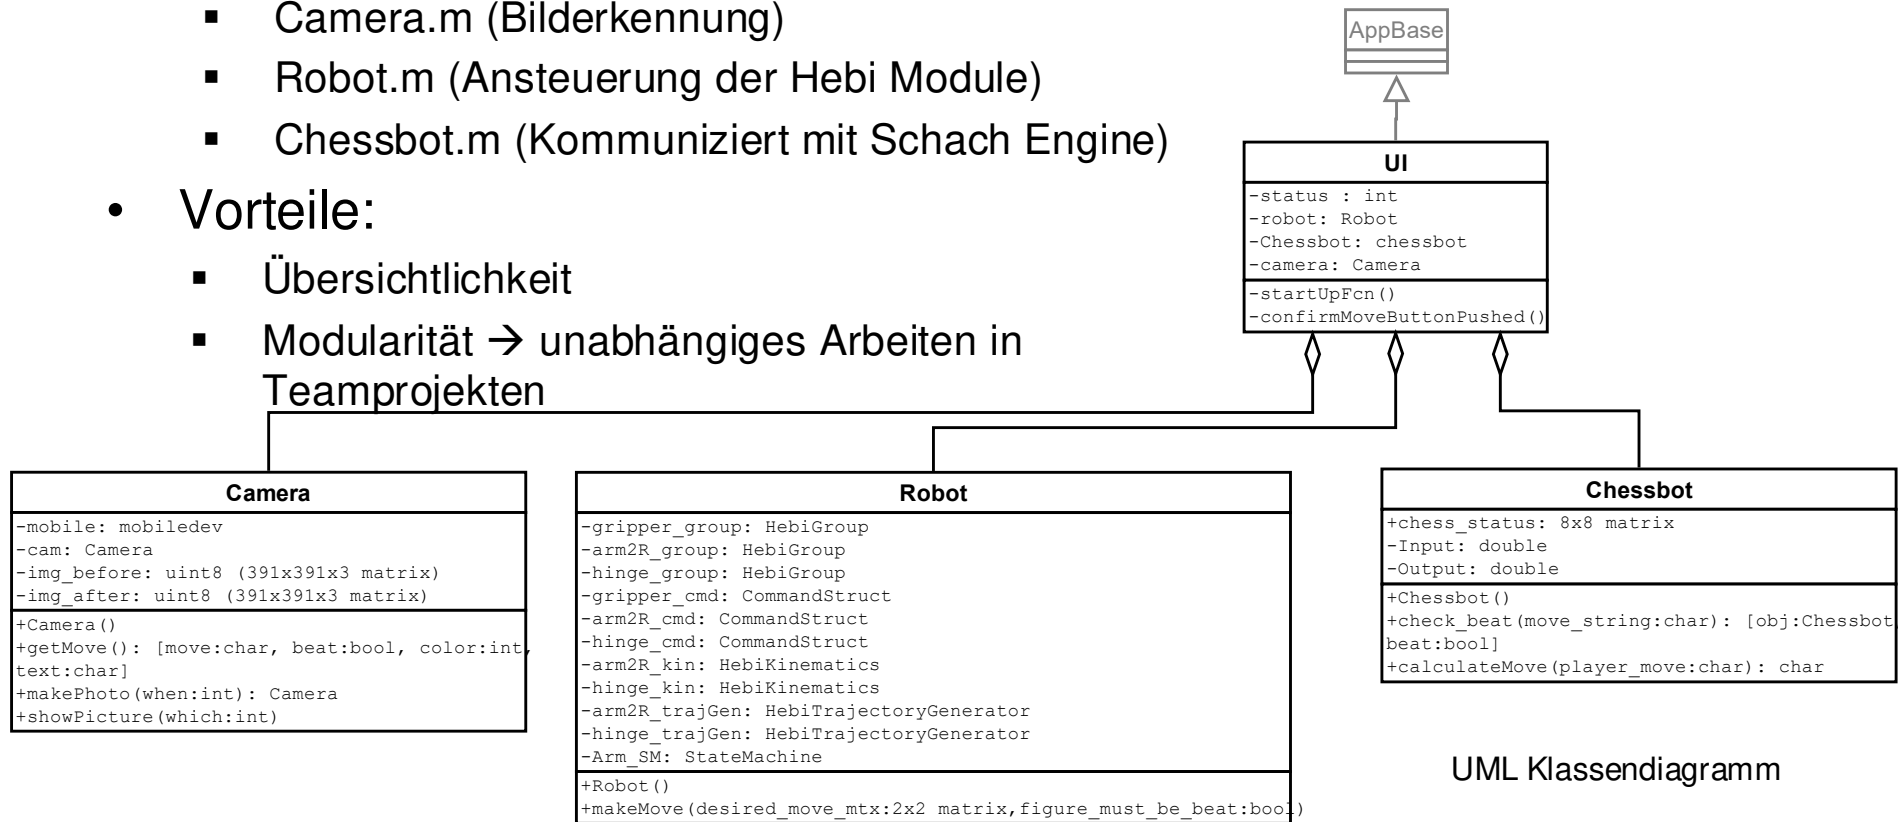 ▪ Camera.m (Bilderkennung)
▪ Robot.m (Ansteuerung der Hebi Module)
▪ Chessbot.m (Kommuniziert mit Schach Engine)
• Vorteile:
▪ Übersichtlichkeit
▪ Modularität → unabhängiges Arbeiten in
Teamprojekten
AppBase
UI
-status : int
-robot: Robot
-Chessbot: chessbot
-camera: Camera
-startUpFcn()
-confirmMoveButtonPushed()
Camera
-mobile: mobiledev
-cam: Camera
-img_before: uint8 (391x391x3 matrix)
-img_after: uint8 (391x391x3 matrix)
+Camera()
+getMove(): [move:char, beat:bool, color:int,
text:char]
+makePhoto(when:int): Camera
+showPicture(which:int)
Robot
-gripper_group: HebiGroup
-arm2R_group: HebiGroup
-hinge_group: HebiGroup
-gripper_cmd: CommandStruct
-arm2R_cmd: CommandStruct
-hinge_cmd: CommandStruct
-arm2R_kin: HebiKinematics
-hinge_kin: HebiKinematics
-arm2R_trajGen: HebiTrajectoryGenerator
-hinge_trajGen: HebiTrajectoryGenerator
-Arm_SM: StateMachine
+Robot()
+makeMove(desired_move_mtx:2x2 matrix,figure_must_be_beat:bool)
Chessbot
+chess_status: 8x8 matrix
-Input: double
-Output: double
+Chessbot()
+check_beat(move_string:char): [obj:Chessbot,
beat:bool]
+calculateMove(player_move:char): char
UML Klassendiagramm